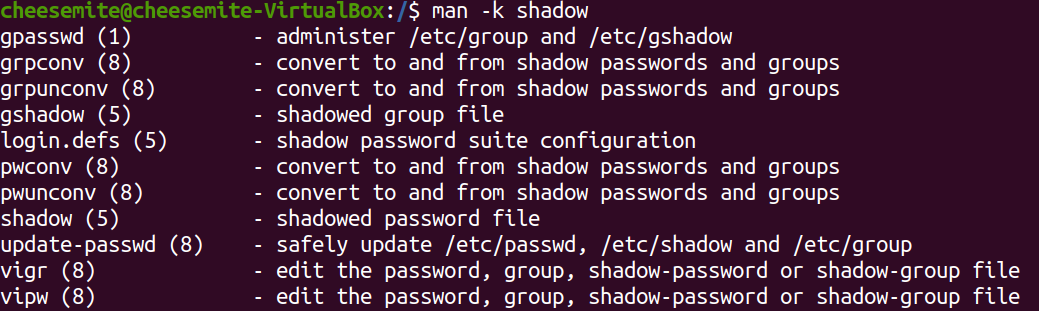 cheesemite@cheesemite-VirtualBox:/$ man -k shadow
gpasswd (1)          - administer /etc/group and /etc/gshadow
grpconv (8)          - convert to and from shadow passwords and groups
grpunconv (8)        - convert to and from shadow passwords and groups
gshadow (5)          - shadowed group file
login.defs (5)       - shadow password suite configuration
pwconv (8)           - convert to and from shadow passwords and groups
pwunconv (8)         - convert to and from shadow passwords and groups
shadow (5)           - shadowed password file
update-passwd (8)    - safely update /etc/passwd, /etc/shadow and /etc/group
vigr (8)             - edit the password, group, shadow-password or shadow-group file
vipw (8)             - edit the password, group, shadow-password or shadow-group file